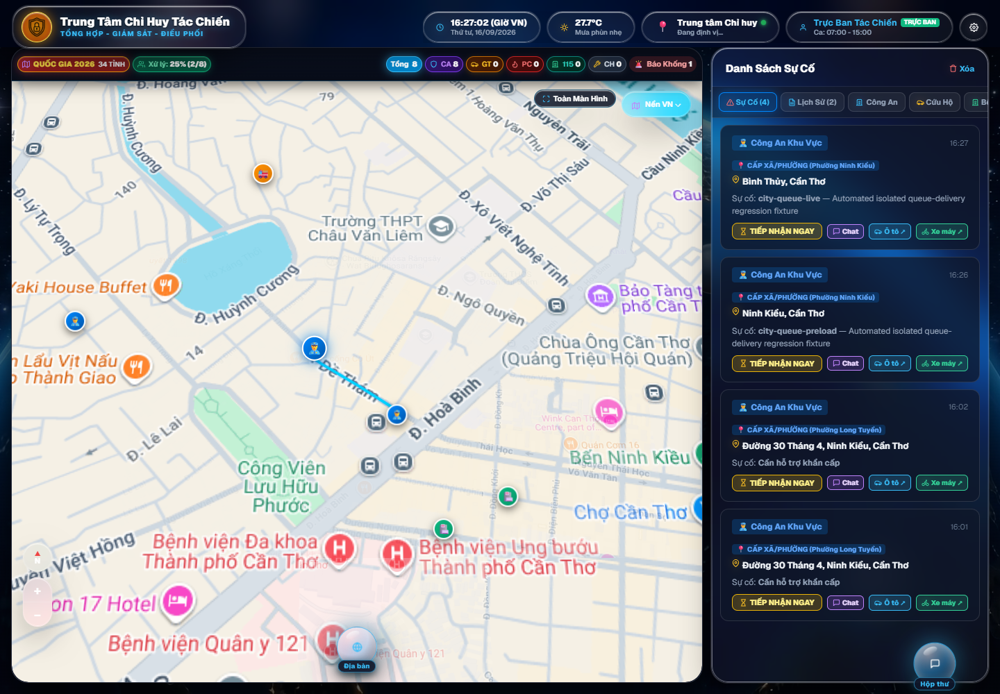 Trung Tâm Chỉ Huy Tác Chiến
TỔNG HỢP - GIÁM SÁT - ĐIỀU PHỐI
16:27:02 (Giờ VN)
Thứ tư, 16/09/2026
27.7°C
Mưa phùn nhẹ
Trung tâm Chỉ huy
Đang định vị...
Trực Ban Tác Chiến TRỰC BAN
Ca: 07:00 - 15:00
QUỐC GIA 2026 34 TỈNH
Xử lý: 25% (2/8)
Tổng 8
CA 8
GT 0
PC 0
115 0
CH 0
Báo Khống 1
Toàn Màn Hình
Nền VN
Đ. Hoàng Văn
79
Đ. Huỳnh Cương
Hoàng Văn Thụ
Nguyễn Trãi
Đ. Võ Thị Sáu
Cầu Ninh Kiề
Cầu
140
Đ. Lý Tự Trọng
Trường THPT
Châu Văn Liêm
Đ. Xô Viết Nghệ Tĩnh
Yaki House Buffet
Đ. Huỳnh Cương
Đ. Ngô Quyền
Bảo Tàng t
phố Cần T
14
n Lẩu Vịt Nấu
o Thành Giao
Đề Thám
Chùa Ông Cần Thơ
(Quảng Triệu Hội Quán)
Đ. Hoà Bình
Đ. Lê Lai
Wink Can Tho
Centre, part of...
Quán Cơm 16
Thái Học
Bến Ninh Kiều
Nguyễn Thái Học
Võ Văn Tần
Công Viên
Lưu Hữu
Phước
Đ. Đồng Khởi
Đ. Điện Biên Phủ
Đ. Hoà Bình
Chợ Cần Thơ
Bệnh viện Đa khoa
Thành phố Cần Thơ
Bệnh viện Ung bướu
Thành phố Cần Thơ
Việt Hồng
N
+
−
on 17 Hotel
Bệnh viện Quân y 121
viện Quân y 121
Địa bàn
Danh Sách Sự Cố
Xóa
Sự Cố (4)
Lịch Sử (2)
Công An
Cứu Hộ
Công An Khu Vực
16:27
CẤP XÃ/PHƯỜNG (Phường Ninh Kiều)
Bình Thủy, Cần Thơ
Sự cố: city-queue-live — Automated isolated queue-delivery
regression fixture
TIẾP NHẬN NGAY
Chat
Ô tô ↗
Xe máy ↗
Công An Khu Vực
16:26
CẤP XÃ/PHƯỜNG (Phường Ninh Kiều)
Ninh Kiều, Cần Thơ
Sự cố: city-queue-preload — Automated isolated queue-
delivery regression fixture
TIẾP NHẬN NGAY
Chat
Ô tô ↗
Xe máy ↗
Công An Khu Vực
16:02
CẤP XÃ/PHƯỜNG (Phường Long Tuyền)
Đường 30 Tháng 4, Ninh Kiều, Cần Thơ
Sự cố: Cần hỗ trợ khẩn cấp
TIẾP NHẬN NGAY
Chat
Ô tô ↗
Xe máy ↗
Công An Khu Vực
16:01
CẤP XÃ/PHƯỜNG (Phường Long Tuyền)
Đường 30 Tháng 4, Ninh Kiều, Cần Thơ
Sự cố: Cần hỗ trợ khẩn cấp
TIẾP NHẬN NGAY
Chat
Ô tô ↗
Xe máy ↗
Hộp thư